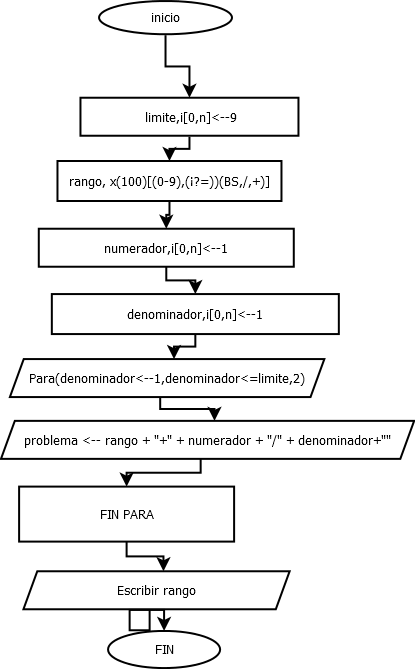 inicio
limite,i[0,n]<--9
rango, x(100)[(0-9),(i?=))(BS,/,+)]
numerador,i[0,n]<--1
denominador,i[0,n]<--1
Para(denominador<--1,denominador<=limite,2)
problema <-- rango + "+" + numerador + "/" + denominador+""
FIN PARA
Escribir rango
FIN